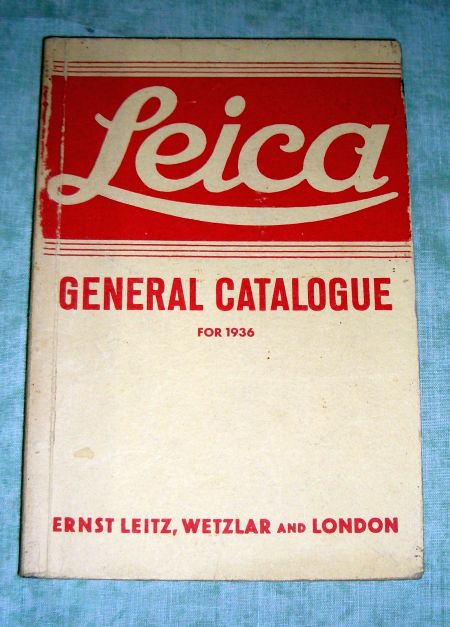 Leica
GENERAL CATALOGUE
FOR 1936
ERNST LEITZ, WETZLAR AND LONDON